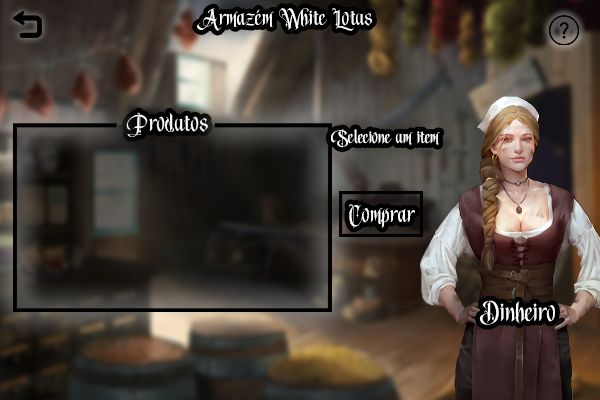 Armazém White Lotus
?
Produtos
Selecione um item
Comprar
Dinheiro